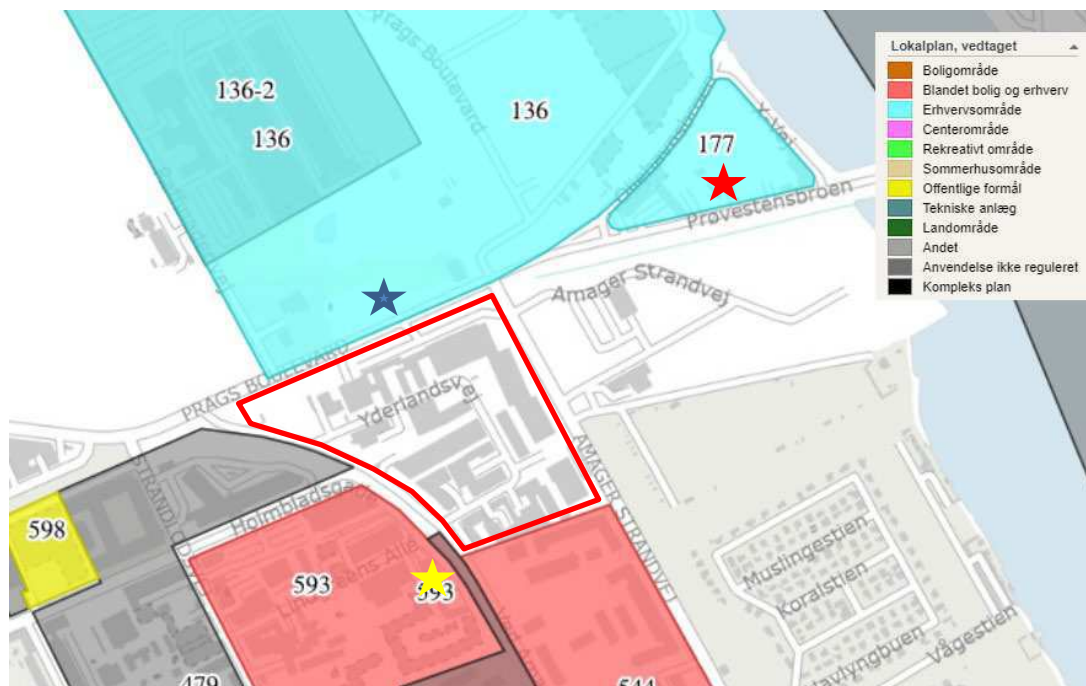 Prags Boulevard
136-2
136
136
177
Y-Vej
Prøvestensbroen
Amager Strandvej
PRAGS BOULEVARD
Yderlandsvej
AMAGER STRANDVEJ
Holmbladsgade
598
593
593
Muslingestien
Koralstien
Vågestien
479
544
Lokalplan, vedtaget
Boligområde
Blandet bolig og erhverv
Erhvervsområde
Centerområde
Rekreativt område
Sommerhusområde
Offentlige formål
Tekniske anlæg
Landområde
Andet
Anvendelse ikke reguleret
Kompleks plan